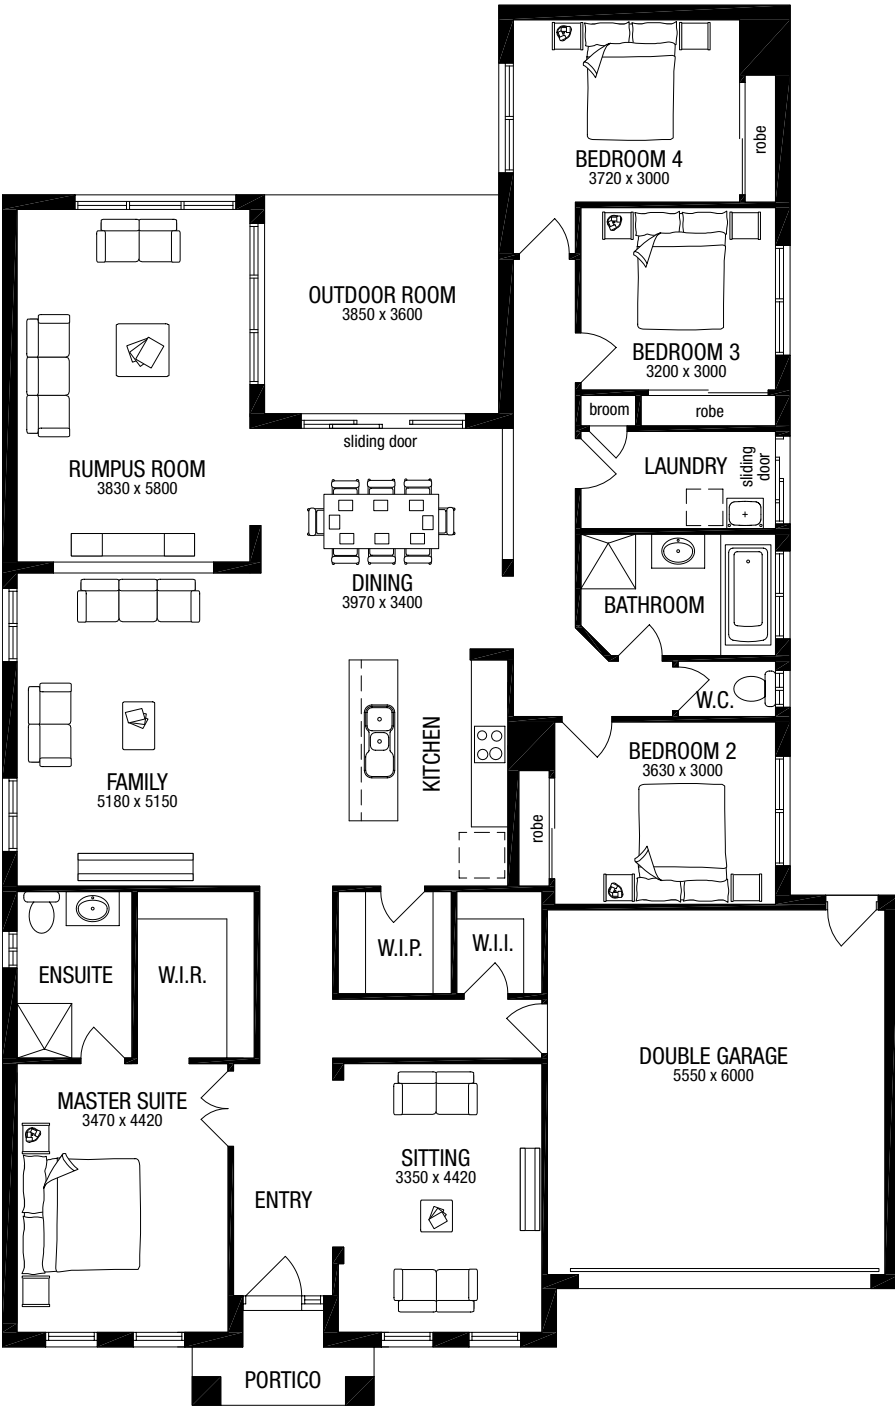 BEDROOM 4
3720 x 3000
robe
OUTDOOR ROOM
3850 x 3600
BEDROOM 3
3200 x 3000
broom
robe
sliding door
RUMPUS ROOM
3830 x 5800
LAUNDRY
sliding
door
DINING
3970 x 3400
BATHROOM
W.C.
KITCHEN
BEDROOM 2
3630 x 3000
FAMILY
5180 x 5150
robe
ENSUITE
W.I.R.
W.I.P.
W.I.I.
DOUBLE GARAGE
5550 x 6000
MASTER SUITE
3470 x 4420
SITTING
3350 x 4420
ENTRY
PORTICO